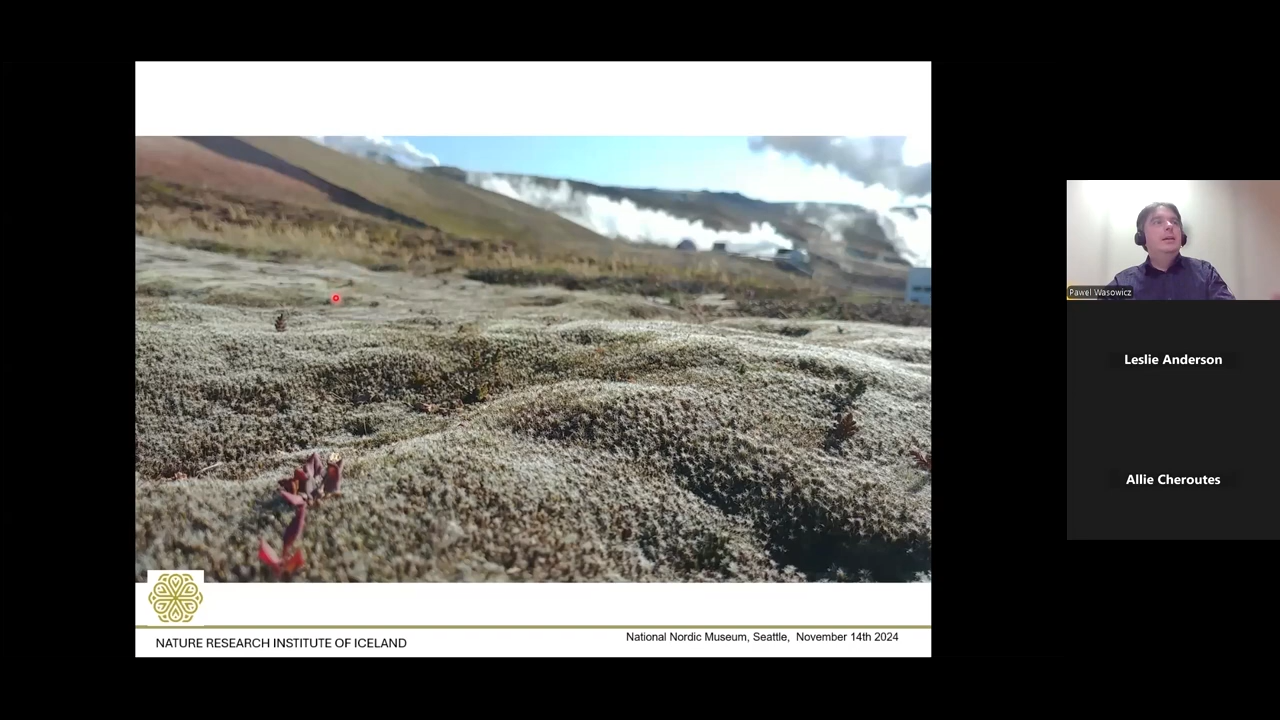 NATURE RESEARCH INSTITUTE OF ICELAND
National Nordic Museum, Seattle, November 14th 2024
Pawel Wasowicz
Leslie Anderson
Allie Cheroutes